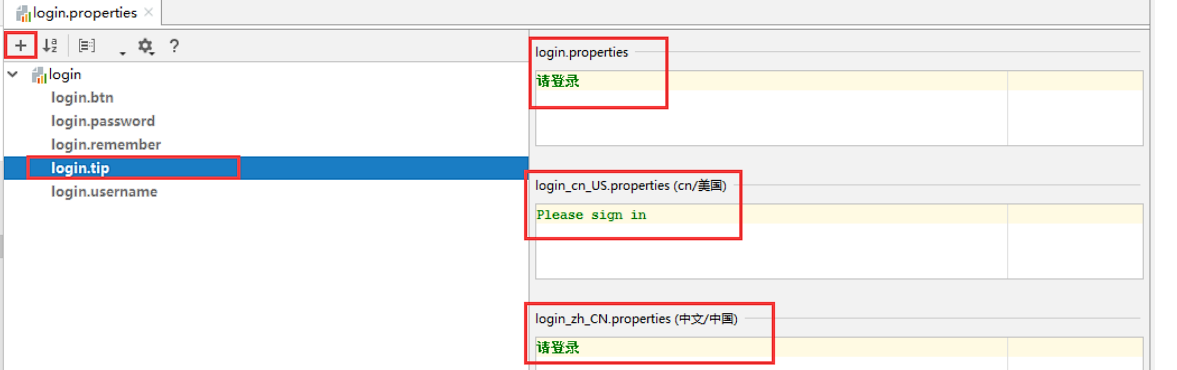 login.properties
login
login.btn
login.password
login.remember
login.tip
login.username
login.properties
请登录
login_cn_US.properties (cn/美国)
Please sign in
login_zh_CN.properties (中文/中国)
请登录